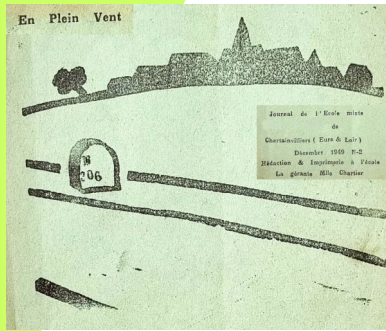 En Plein Vent
Journal de l'Ecole mixte
de
Chartainvilliers ( Eure & Loir )
Décembre 1949 N-2
Rédaction & Imprimeie à l'école
La gérante Mlle Chartier
N
206